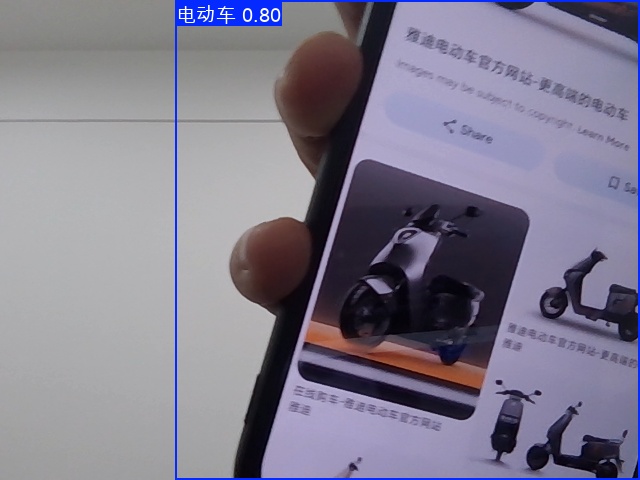 电动车 0.80
雅迪电动车官方网站-更高端的电动车
Images may be subject to copyright. Learn More
Share
雅迪电动车官方网站-更高端的
雅迪
在线购车-雅迪电动车官方网站
雅迪